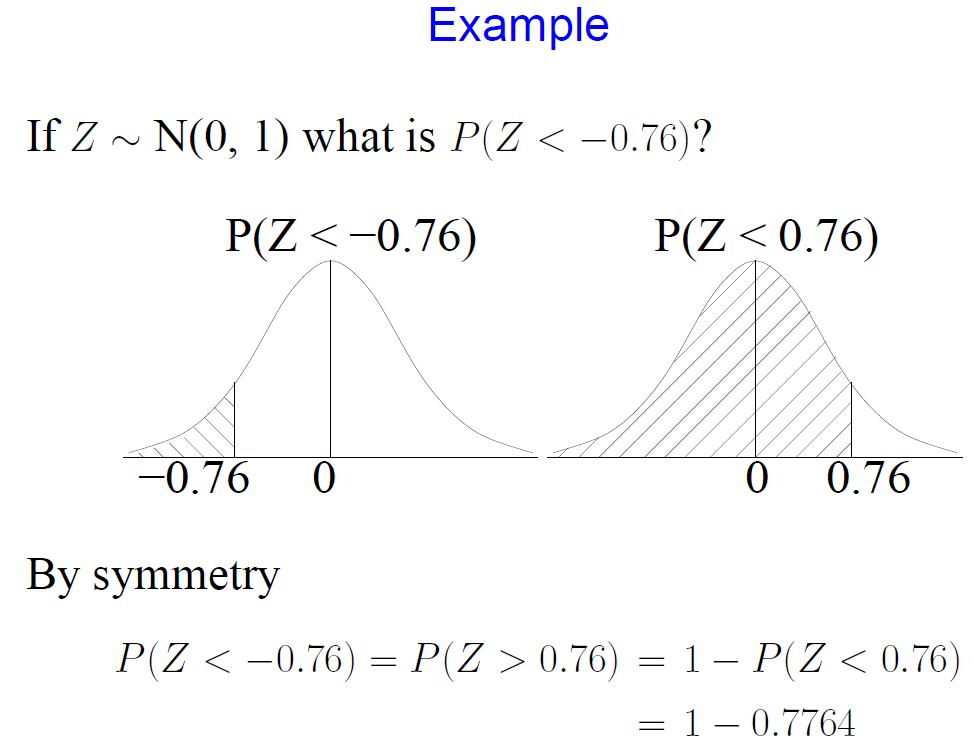 Example
If Z ∼ N(0, 1) what is P(Z < −0.76)?
P(Z < −0.76) P(Z < 0.76)
−0.76 0 0 0.76
By symmetry
P(Z < −0.76) = P(Z > 0.76) = 1 − P(Z < 0.76)
= 1 − 0.7764